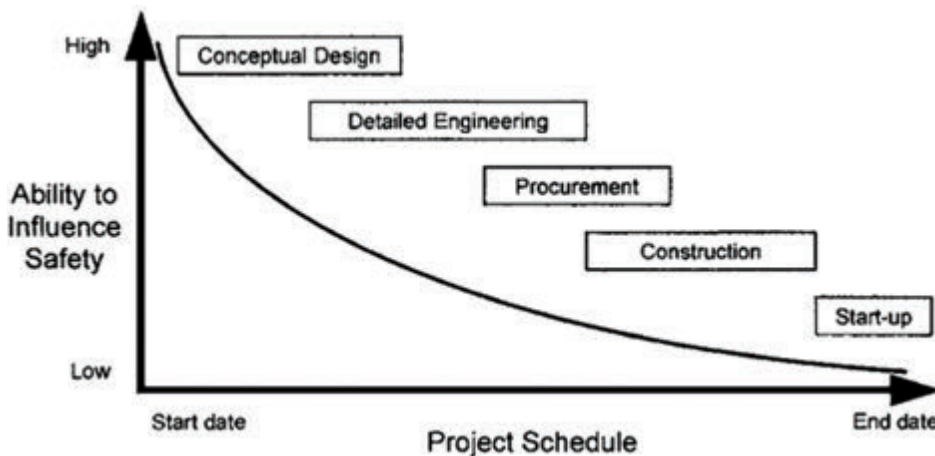 High
Conceptual Design
Detailed Engineering
Procurement
Ability to
Influence
Safety
Construction
Start-up
Low
Start date
End date
Project Schedule